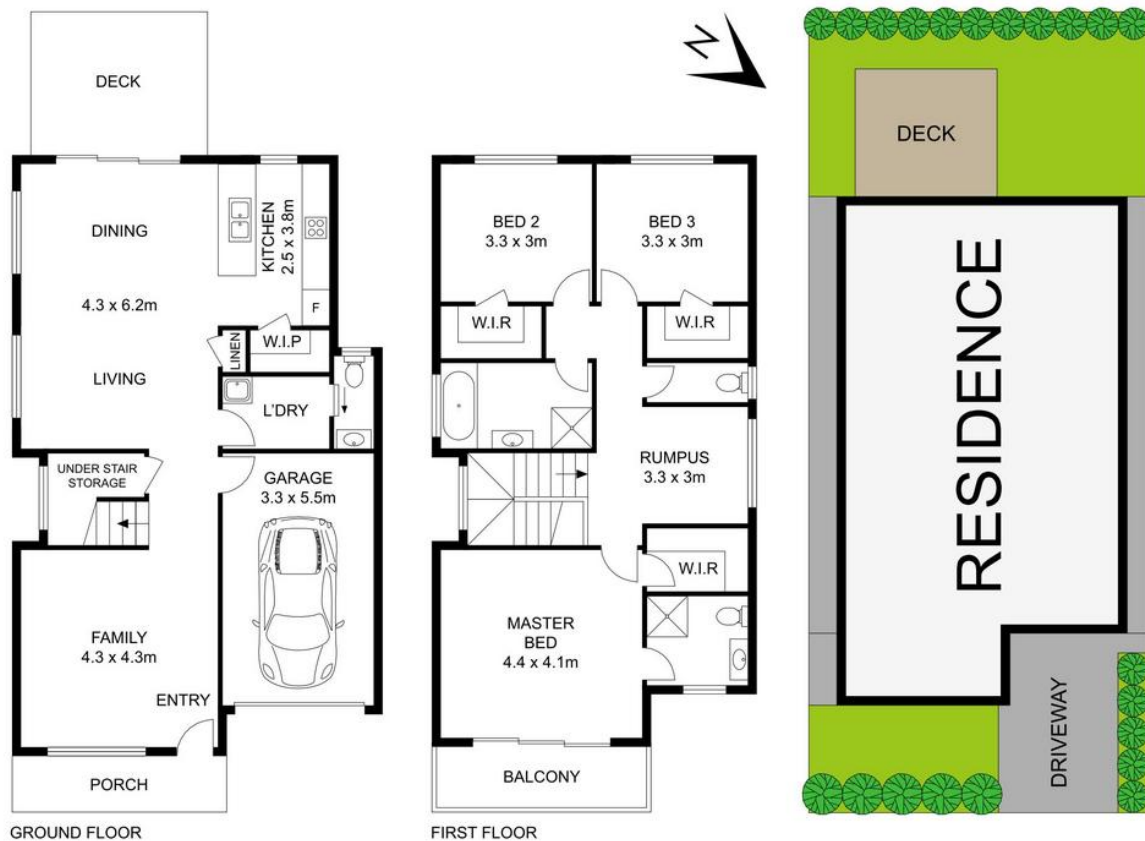 DECK
DINING
4.3 x 6.2m
LIVING
KITCHEN
2.5 x 3.8m
F
W.I.P
LINEN
L'DRY
UNDER STAIR
STORAGE
GARAGE
3.3 x 5.5m
FAMILY
4.3 x 4.3m
ENTRY
PORCH
GROUND FLOOR
N
BED 2
3.3 x 3m
BED 3
3.3 x 3m
W.I.R
W.I.R
RUMPUS
3.3 x 3m
W.I.R
MASTER
BED
4.4 x 4.1m
BALCONY
FIRST FLOOR
DECK
RESIDENCE
DRIVEWAY